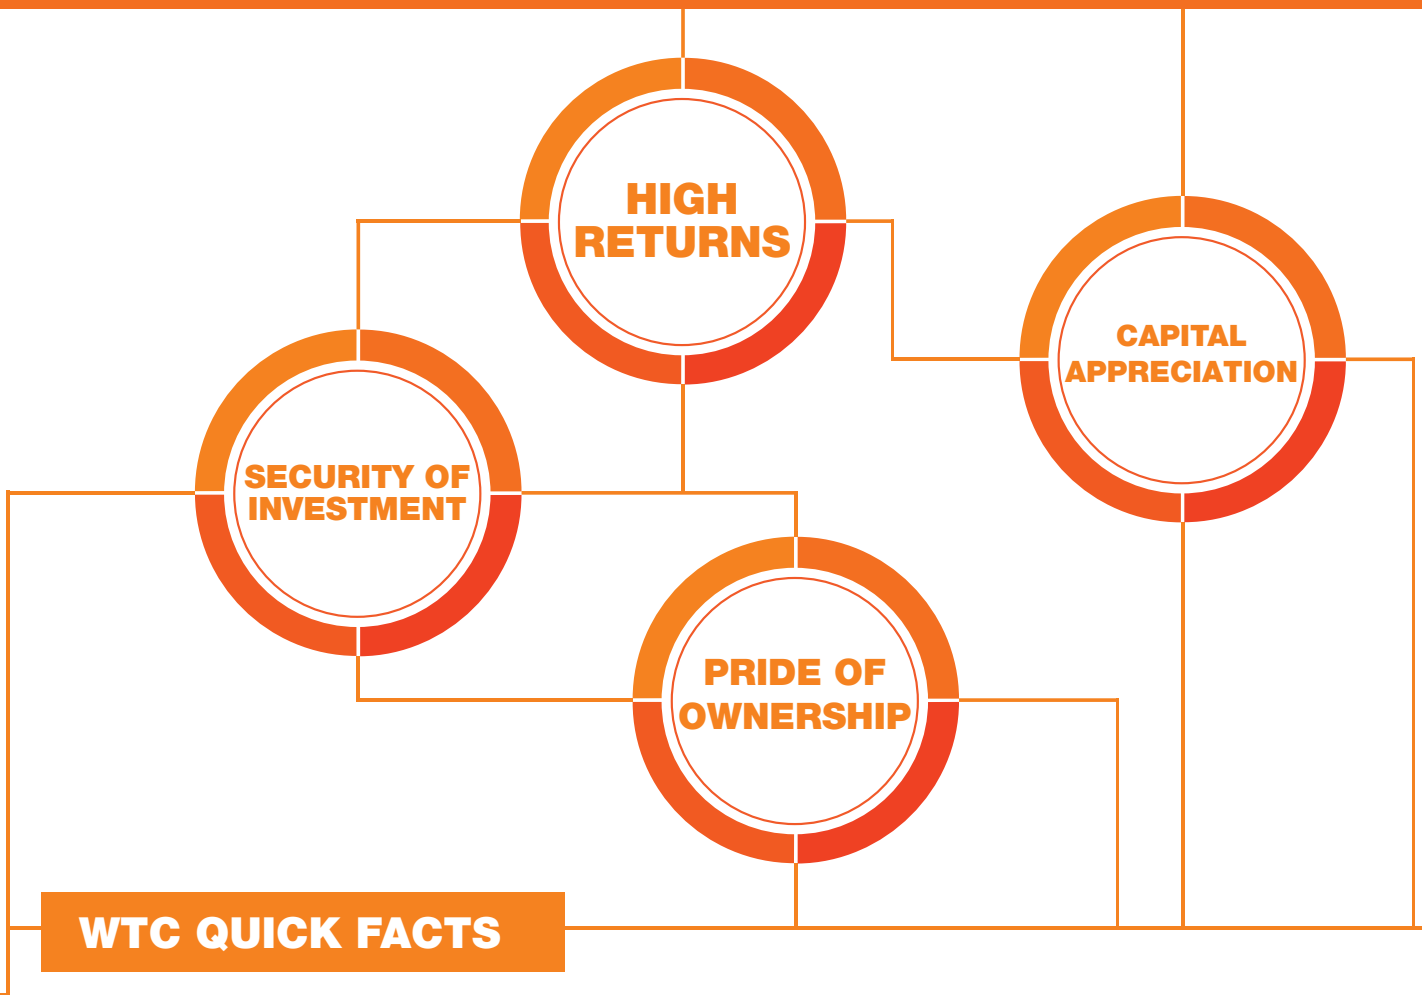 HIGH
RETURNS
CAPITAL
APPRECIATION
SECURITY OF
INVESTMENT
PRIDE OF
OWNERSHIP
WTC QUICK FACTS